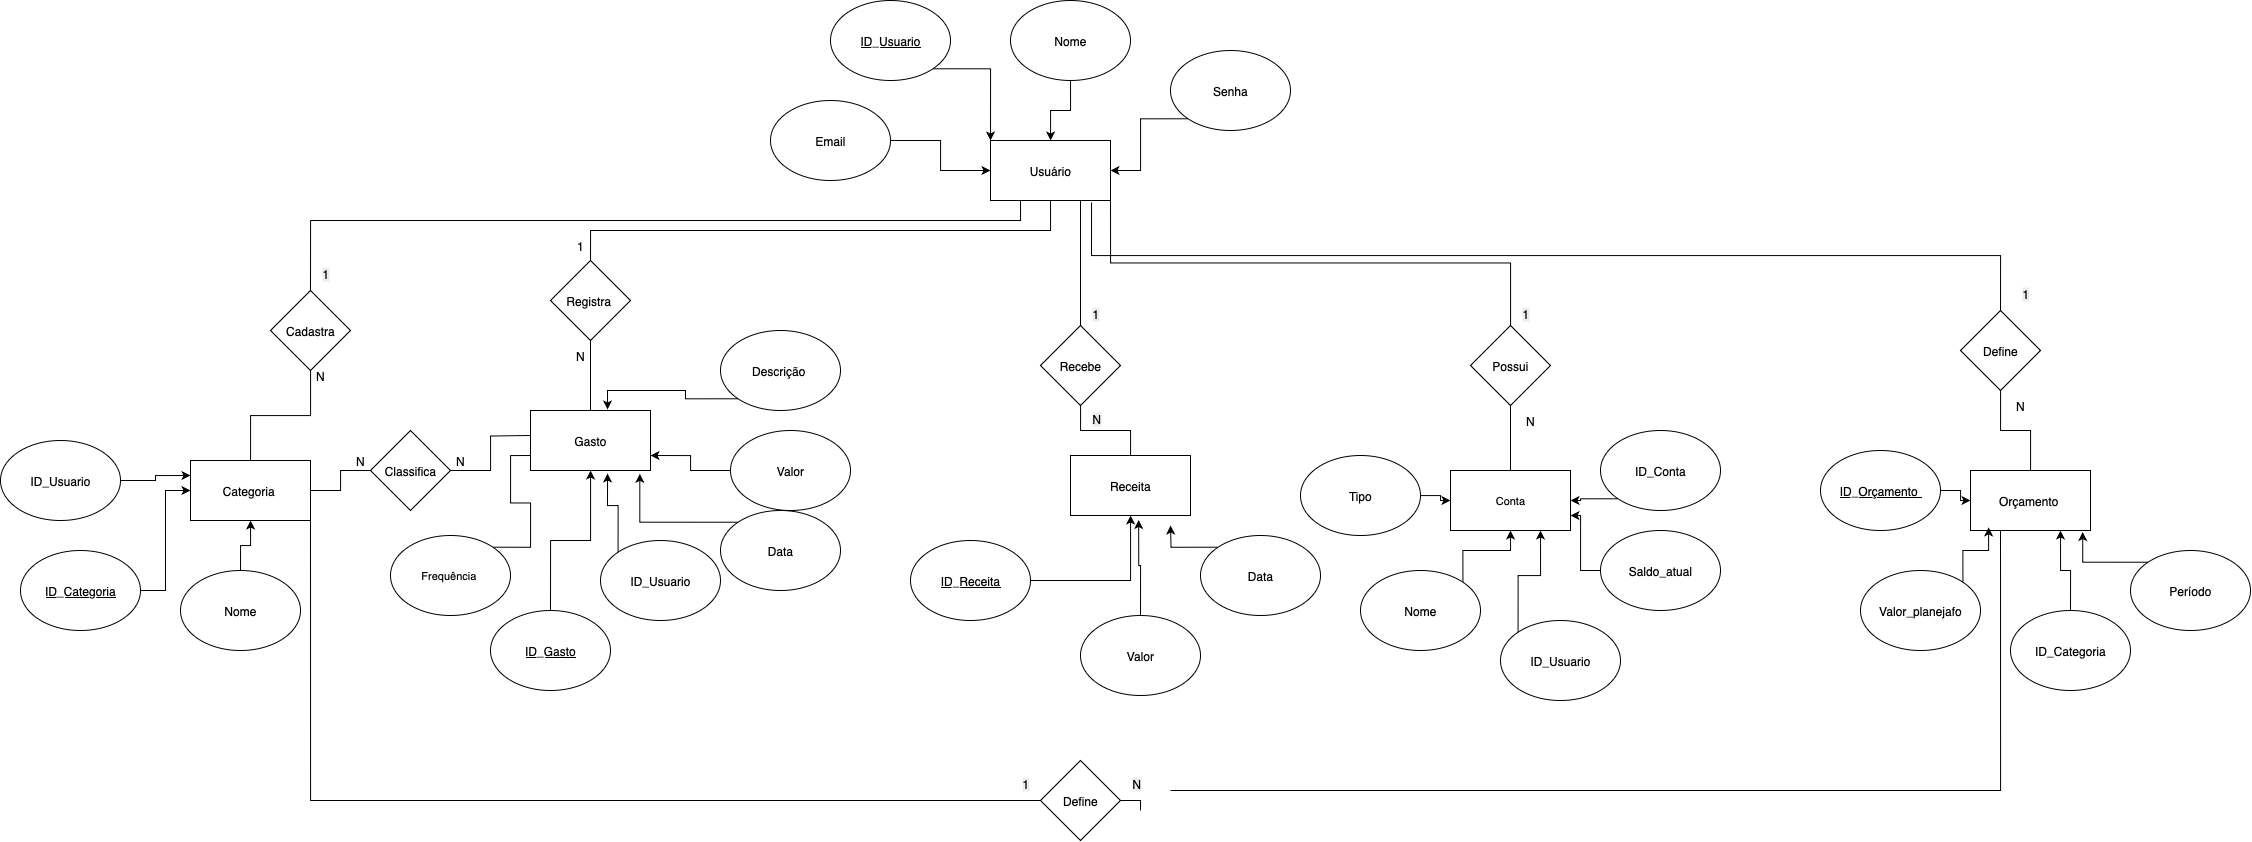 ID_Usuario
Nome
Senha
Email
Usuário
1
1
1
1
1
Registra
Cadastra
Recebe
Possui
Define
N
N
N
N
N
Descrição
Gasto
Categoria
Classifica
N
N
Valor
Receita
Tipo
Conta
ID_Conta
ID_Orçamento
Orçamento
ID_Usuario
ID_Categoria
Nome
Frequência
ID_Gasto
ID_Usuario
Data
ID_Receita
Valor
Data
Nome
ID_Usuario
Saldo_atual
Valor_planejafo
ID_Categoria
Período
1
Define
N